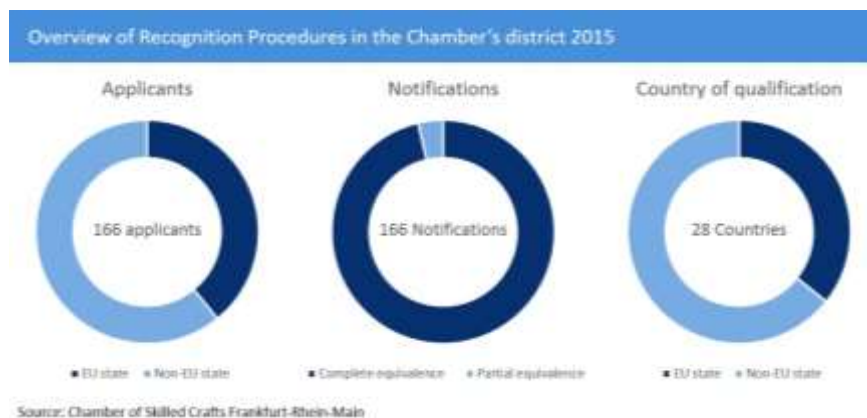 Overview of Recognition Procedures in the Chamber's district 2015
Applicants
Notifications
Country of qualification
166 applicants
166 Notifications
28 Countries
EU state Non-EU state
Complete equivalence Partial equivalence
EU state Non-EU state
Source: Chamber of Skilled Crafts Frankfurt-Rhein-Main